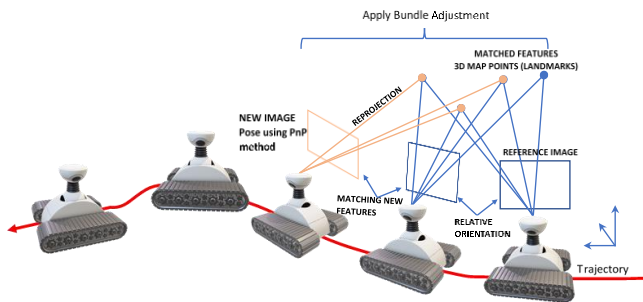 Apply Bundle Adjustment
MATCHED FEATURES
3D MAP POINTS (LANDMARKS)
REPROJECTION
NEW IMAGE
Pose using PnP
method
REFERENCE IMAGE
MATCHING NEW
FEATURES
RELATIVE
ORIENTATION
Trajectory